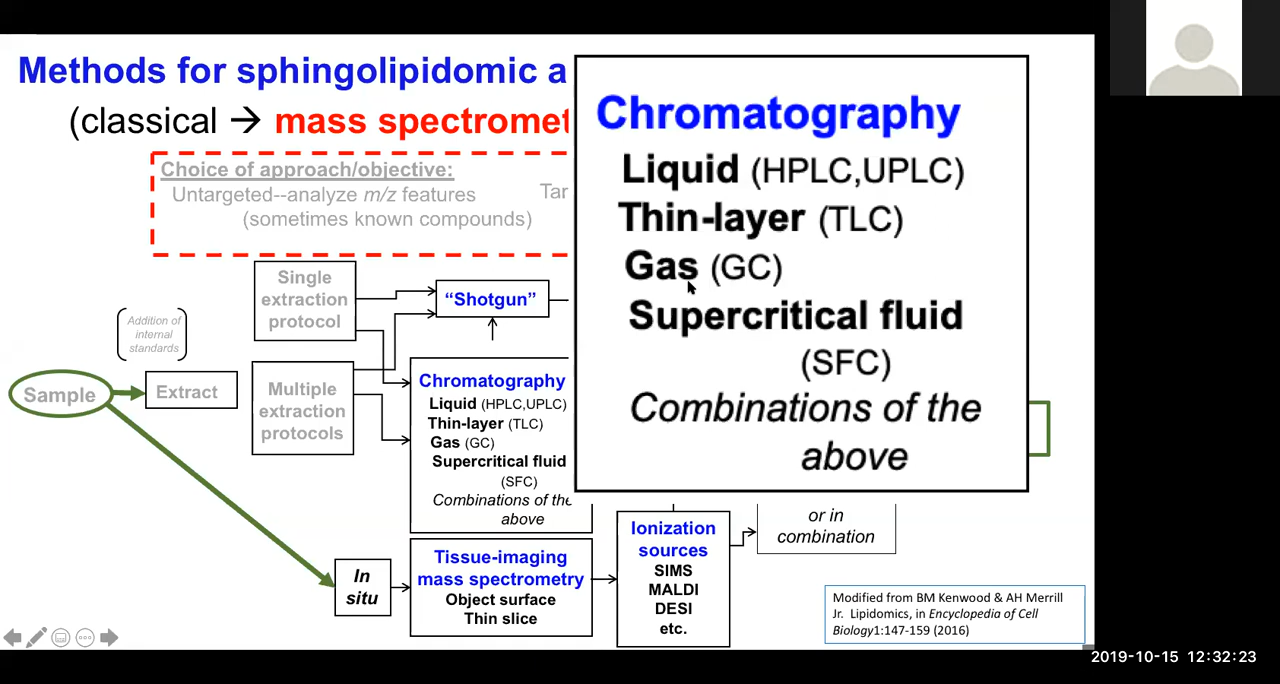 Methods for sphingolipidomic a
(classical → mass spectromet
Choice of approach/objective:
Untargeted--analyze m/z features
(sometimes known compounds)
Tar
Single
extraction
protocol
"Shotgun"
Addition of
internal
standards
Sample
Extract
Multiple
extraction
protocols
Chromatography
Liquid (HPLC,UPLC)
Thin-layer (TLC)
Gas (GC)
Supercritical fluid
(SFC)
Combinations of the
above
Chromatography
Liquid (HPLC,UPLC)
Thin-layer (TLC)
Gas (GC)
Supercritical fluid
(SFC)
Combinations of the
above
In
situ
Tissue-imaging
mass spectrometry
Object surface
Thin slice
Ionization
sources
SIMS
MALDI
DESI
etc.
or in
combination
Modified from BM Kenwood & AH Merrill
Jr. Lipidomics, in Encyclopedia of Cell
Biology1:147-159 (2016)
2019-10-15 12:32:23